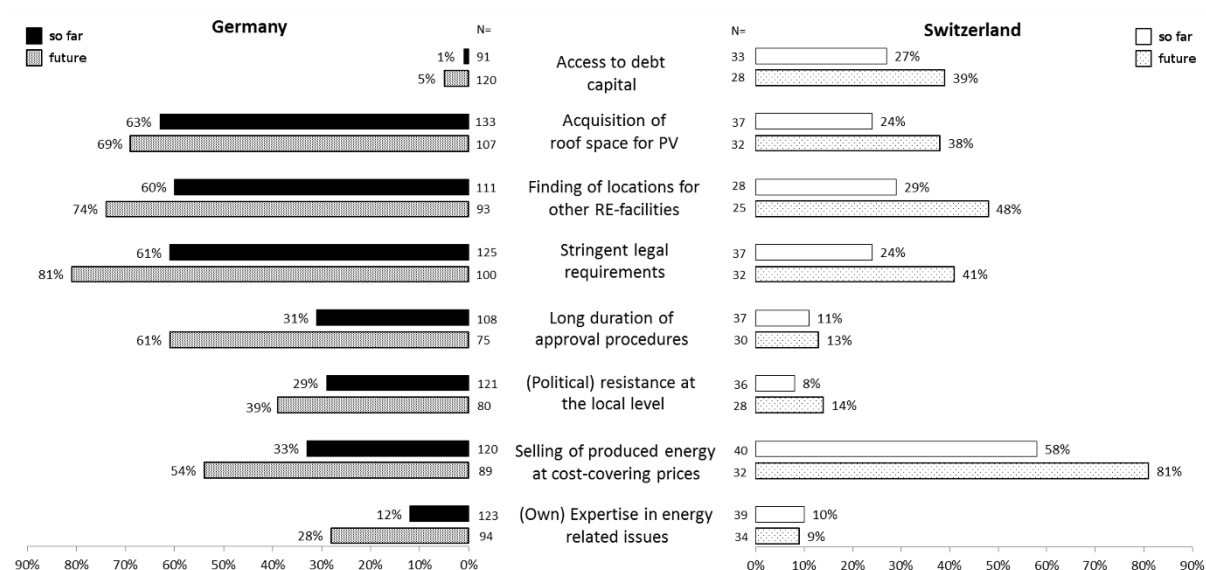 Germany
N=
so far
future
N=
Switzerland
so far
future
1%
91
5%
120
Access to debt
capital
33
27%
28
39%
63%
133
69%
107
Acquisition of
roof space for PV
37
24%
32
38%
60%
111
74%
93
Finding of locations for
other RE-facilities
28
29%
25
48%
61%
125
81%
100
Stringent legal
requirements
37
24%
32
41%
31%
108
61%
75
Long duration of
approval procedures
37
11%
30
13%
29%
121
39%
80
(Political) resistance at
the local level
36
8%
28
14%
33%
120
54%
89
Selling of produced energy
at cost-covering prices
40
58%
32
81%
12%
123
28%
94
(Own) Expertise in energy
related issues
39
10%
34
9%
90% 80% 70% 60% 50% 40% 30% 20% 10% 0%
0% 10% 20% 30% 40% 50% 60% 70% 80% 90%